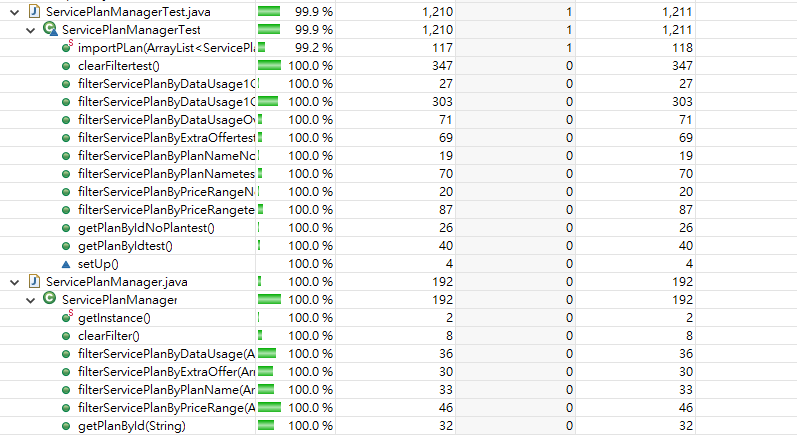 ServicePlanManagerTest.java 99.9 % 1,210 1 1,211
ServicePlanManagerTest 99.9 % 1,210 1 1,211
importPLan(ArrayList<ServicePla 99.2 % 117 1 118
clearFiltertest() 100.0 % 347 0 347
filterServicePlanByDataUsage1G 100.0 % 27 0 27
filterServicePlanByDataUsage1G 100.0 % 303 0 303
filterServicePlanByDataUsageOv 100.0 % 71 0 71
filterServicePlanByExtraOffertest 100.0 % 69 0 69
filterServicePlanByPlanNameNo 100.0 % 19 0 19
filterServicePlanByPlanNametes 100.0 % 70 0 70
filterServicePlanByPriceRangeN 100.0 % 20 0 20
filterServicePlanByPriceRangete 100.0 % 87 0 87
getPlanByIdNoPlantest() 100.0 % 26 0 26
getPlanByIdtest() 100.0 % 40 0 40
setUp() 100.0 % 4 0 4
ServicePlanManager.java 100.0 % 192 0 192
ServicePlanManager 100.0 % 192 0 192
getInstance() 100.0 % 2 0 2
clearFilter() 100.0 % 8 0 8
filterServicePlanByDataUsage(A 100.0 % 36 0 36
filterServicePlanByExtraOffer(Arr 100.0 % 30 0 30
filterServicePlanByPlanName(Ar 100.0 % 33 0 33
filterServicePlanByPriceRange(A 100.0 % 46 0 46
getPlanById(String) 100.0 % 32 0 32